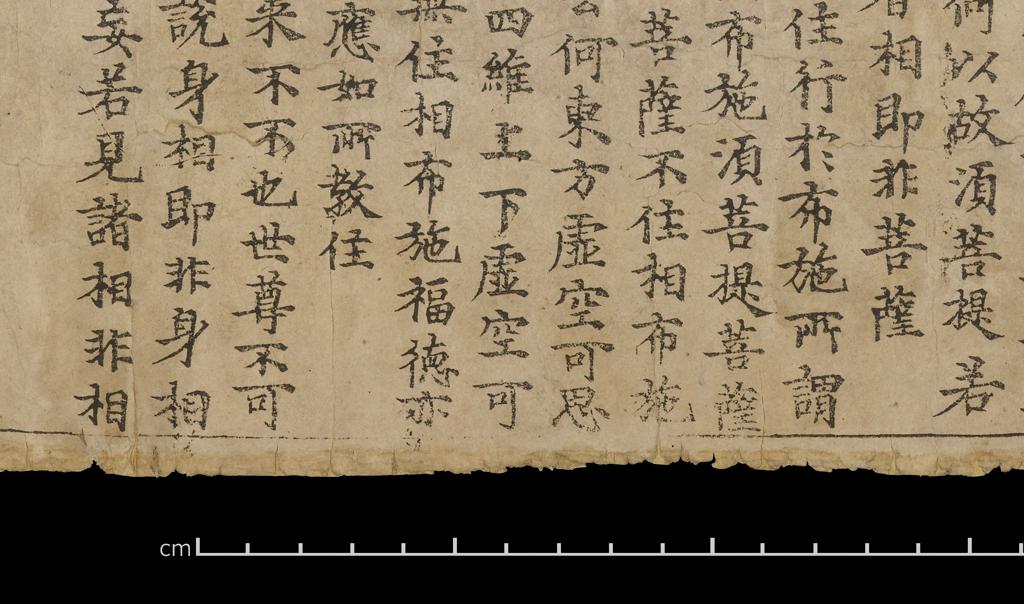 何以故須菩提若
者相即非菩薩
住行於布施所謂
布施須菩提菩薩
菩薩不住相布施
何東方虛空可思
四維上下虛空可
無住相布施福德亦
應如所教住
來不不也世尊不可
說身相即非身相
妄若見諸相非相
cm